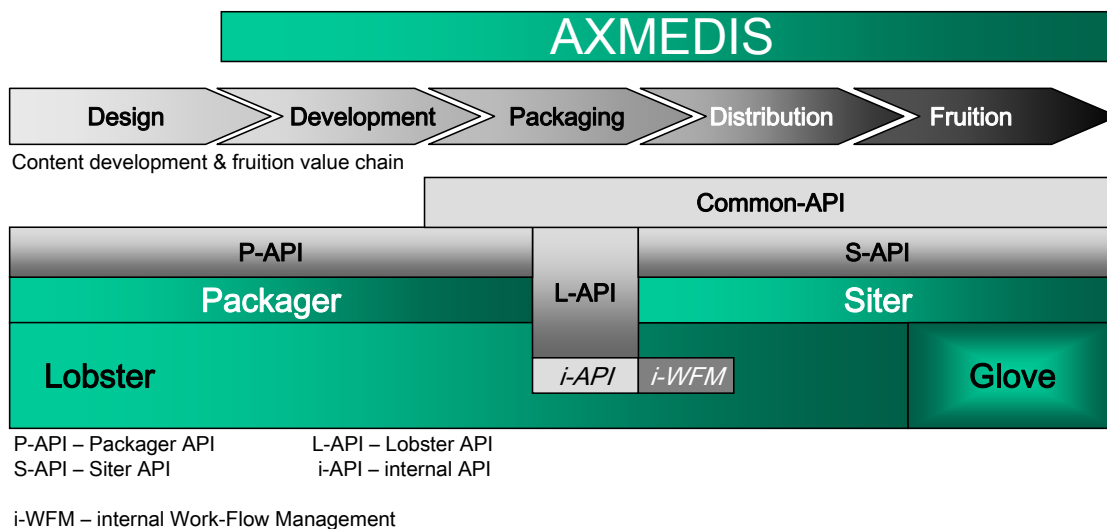 AXMEDIS
Design Development Packaging Distribution Fruition
Content development & fruition value chain
Common-API
P-API L-API S-API
Packager Siter
Lobster i-API i-WFM Glove
P-API – Packager API L-API – Lobster API
S-API – Siter API i-API – internal API
i-WFM – internal Work-Flow Management